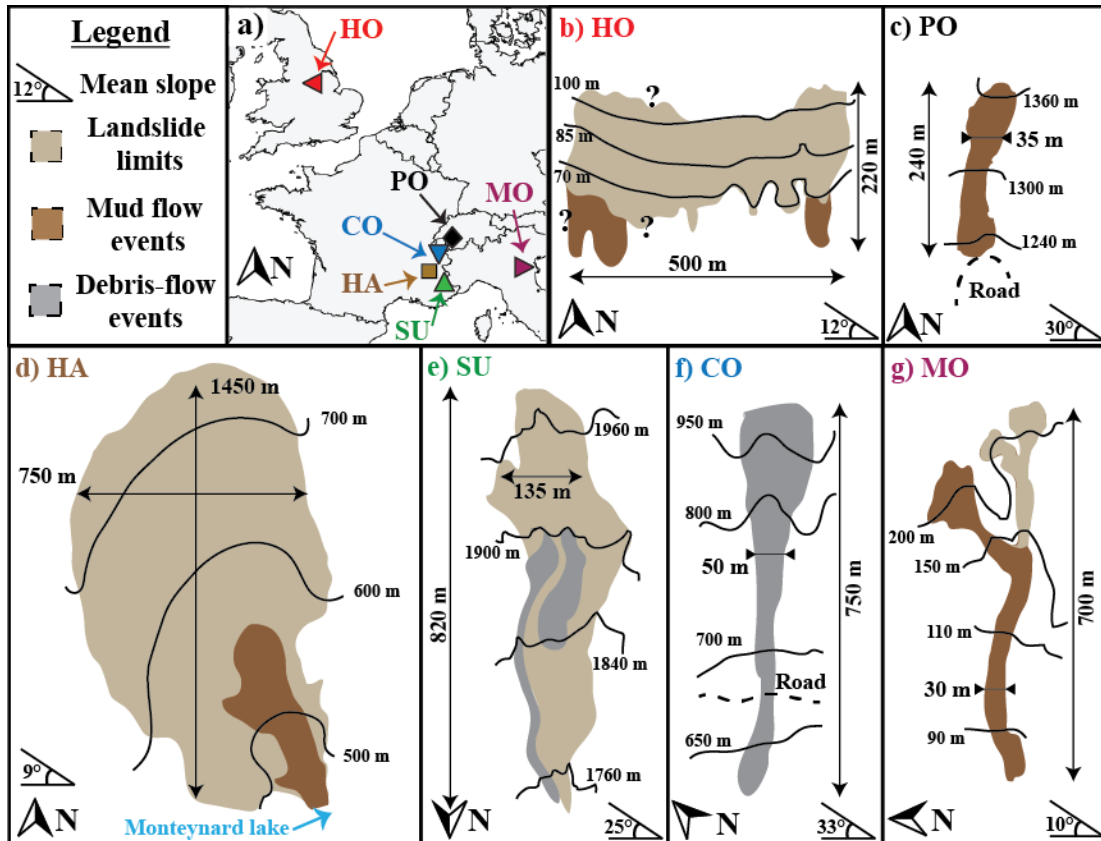 Legend
12° Mean slope
Landslide
limits
Mud flow
events
Debris-flow
events
a)
HO
PO
MO
CO
HA
SU
N
b) HO
100 m
?
85 m
70 m
?
?
220 m
500 m
N
12°
c) PO
1360 m
240 m
35 m
1300 m
1240 m
Road
N
30°
d) HA
1450 m
700 m
750 m
600 m
500 m
9°
N
Monteynard lake
e) SU
1960 m
135 m
1900 m
820 m
1840 m
1760 m
N
25°
f) CO
950 m
800 m
50 m
750 m
700 m
Road
650 m
N
33°
g) MO
200 m
150 m
700 m
110 m
30 m
90 m
N
10°